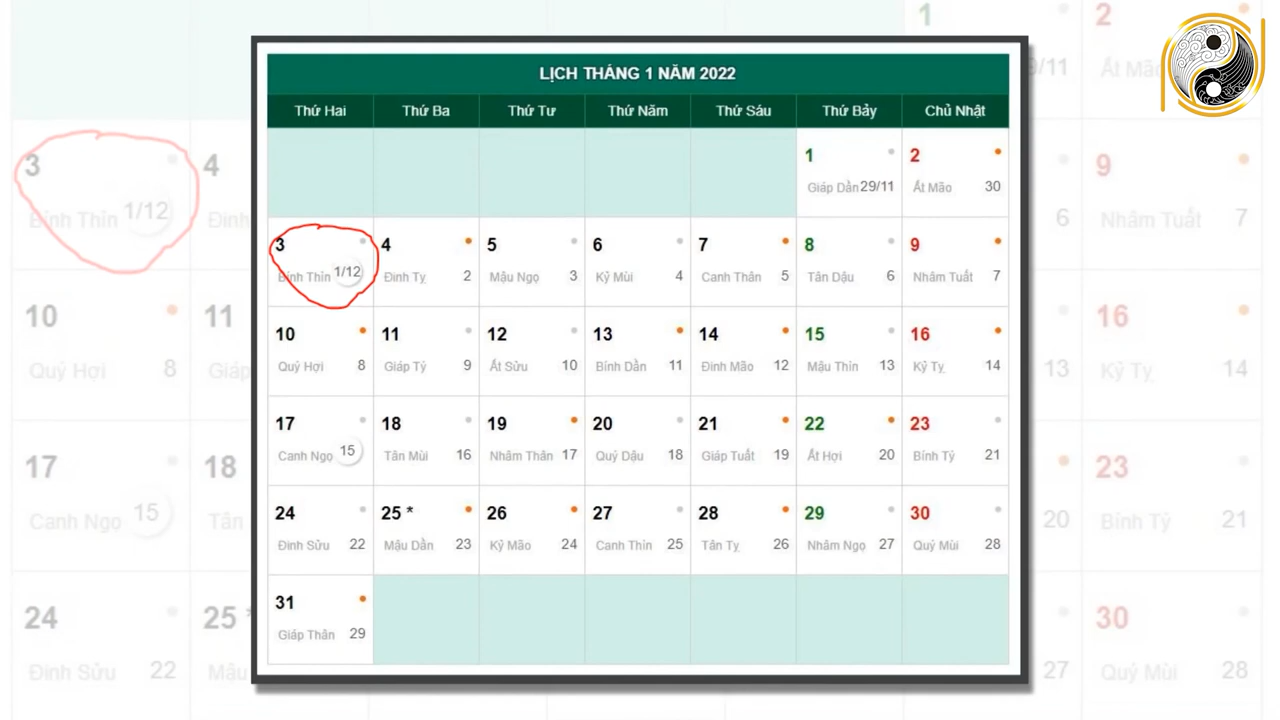 LỊCH THÁNG 1 NĂM 2022
Thứ Hai Thứ Ba Thứ Tư Thứ Năm Thứ Sáu Thứ Bảy Chủ Nhật
1 2
Giáp Dần 29/11 Ất Mão 30
3 4 5 6 7 8 9
Bính Thìn 1/12 Đinh Tỵ 2 Mậu Ngọ 3 Kỷ Mùi 4 Canh Thân 5 Tân Dậu 6 Nhâm Tuất 7
10 11 12 13 14 15 16
Quý Hợi 8 Giáp Tý 9 Ất Sửu 10 Bính Dần 11 Đinh Mão 12 Mậu Thìn 13 Kỷ Tỵ 14
17 18 19 20 21 22 23
Canh Ngọ 15 Tân Mùi 16 Nhâm Thân 17 Quý Dậu 18 Giáp Tuất 19 Ất Hợi 20 Bính Tý 21
24 25 * 26 27 28 29 30
Đinh Sửu 22 Mậu Dần 23 Kỷ Mão 24 Canh Thìn 25 Tân Tỵ 26 Nhâm Ngọ 27 Quý Mùi 28
31
Giáp Thân 29